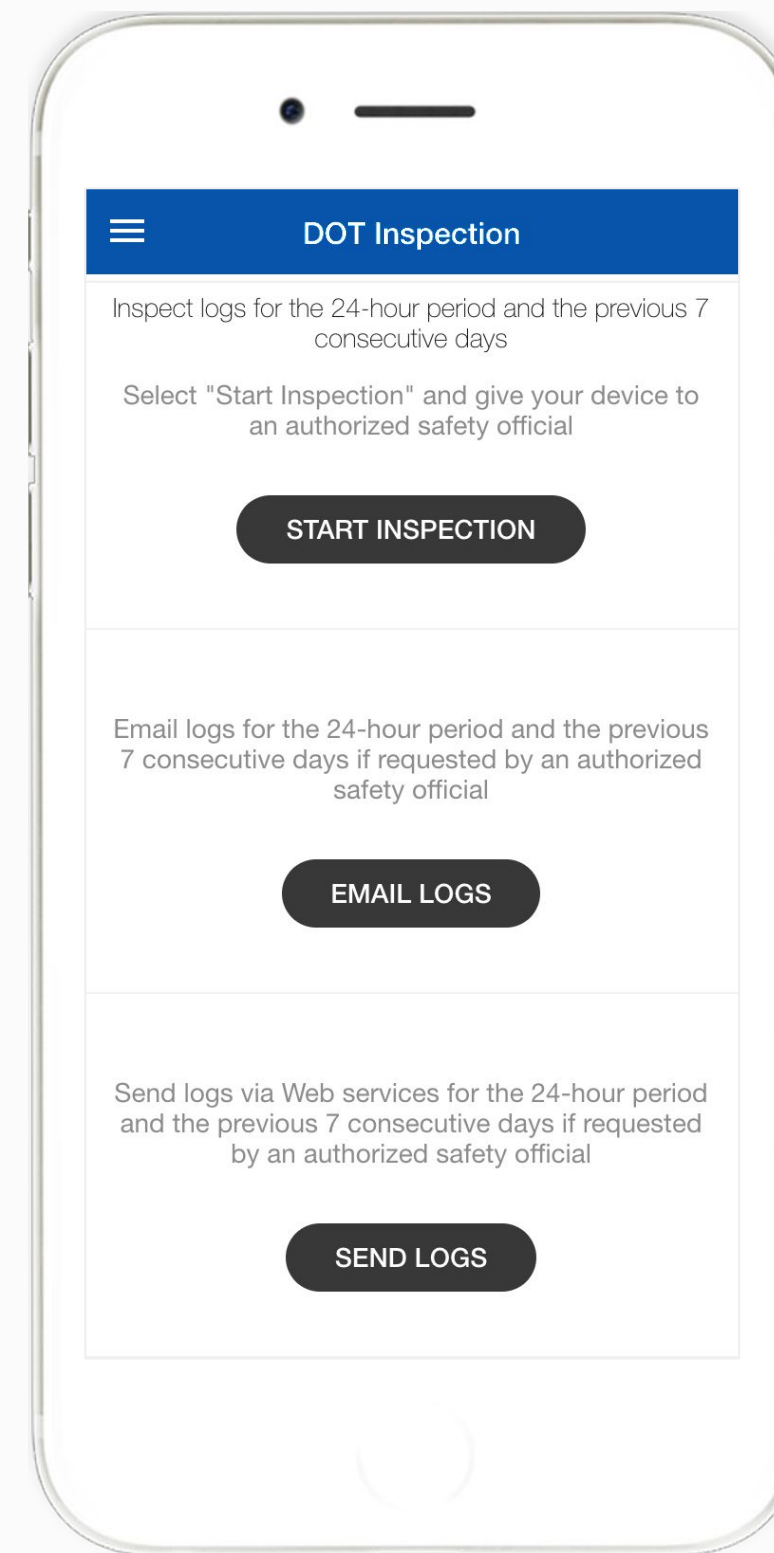 DOT Inspection
Inspect logs for the 24-hour period and the previous 7
consecutive days
Select "Start Inspection" and give your device to
an authorized safety official
START INSPECTION
Email logs for the 24-hour period and the previous
7 consecutive days if requested by an authorized
safety official
EMAIL LOGS
Send logs via Web services for the 24-hour period
and the previous 7 consecutive days if requested
by an authorized safety official
SEND LOGS